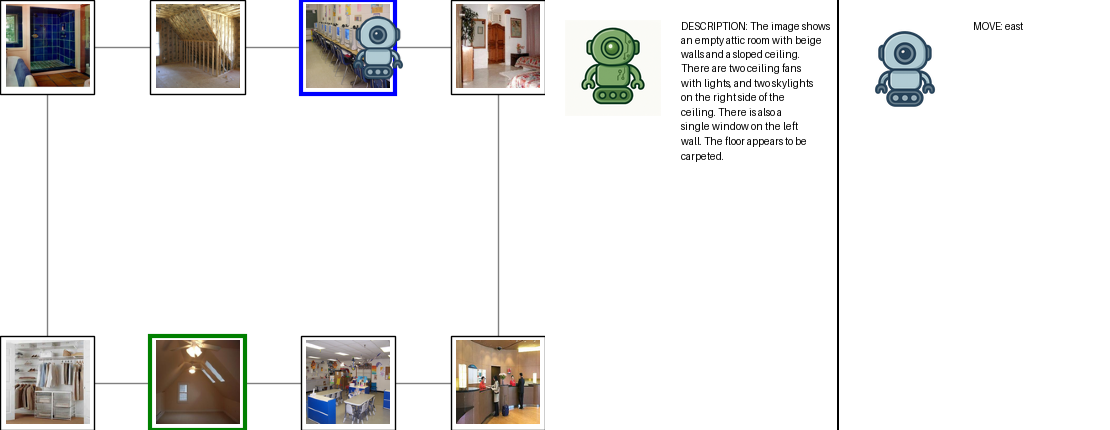 DESCRIPTION: The image shows
an empty attic room with beige
walls and a sloped ceiling.
There are two ceiling fans
with lights, and two skylights
on the right side of the
ceiling. There is also a
single window on the left
wall. The floor appears to be
carpeted.
MOVE: east